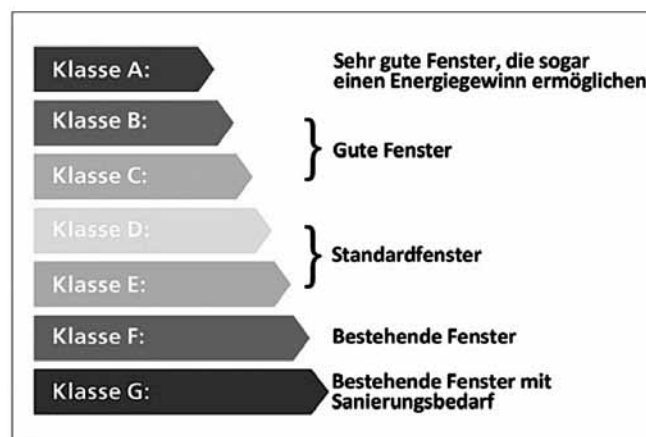 Klasse A:
Sehr gute Fenster, die sogar
einen Energiegewinn ermöglichen
Klasse B:
Klasse C:
Gute Fenster
Klasse D:
Klasse E:
Standardfenster
Klasse F:
Bestehende Fenster
Klasse G:
Bestehende Fenster mit
Sanierungsbedarf